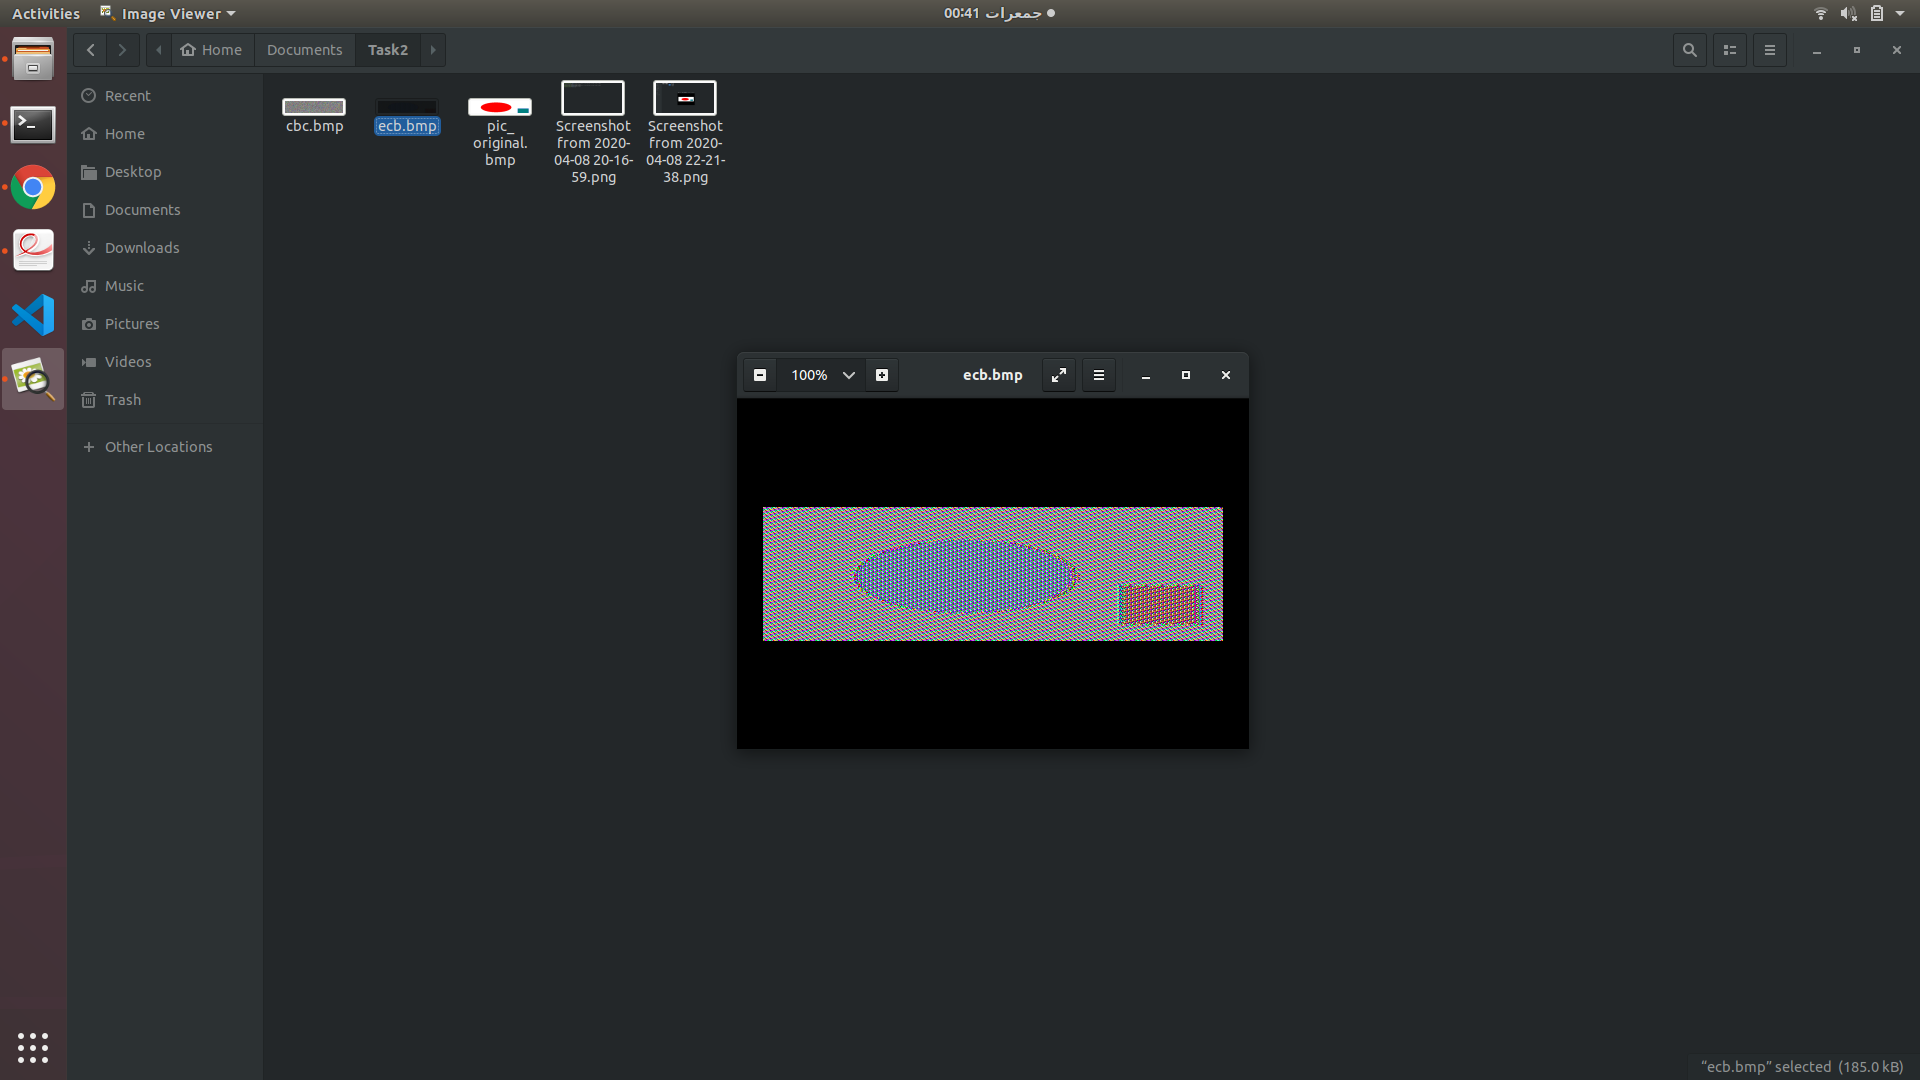 Activities
Image Viewer
جمعرات 00:41
Home
Documents
Task2
Recent
Home
Desktop
Documents
Downloads
Music
Pictures
Videos
Trash
Other Locations
cbc.bmp
ecb.bmp
pic_
original.
bmp
Screenshot
from 2020-
04-08 20-16-
59.png
Screenshot
from 2020-
04-08 22-21-
38.png
100%
ecb.bmp
“ecb.bmp” selected (185.0 kB)